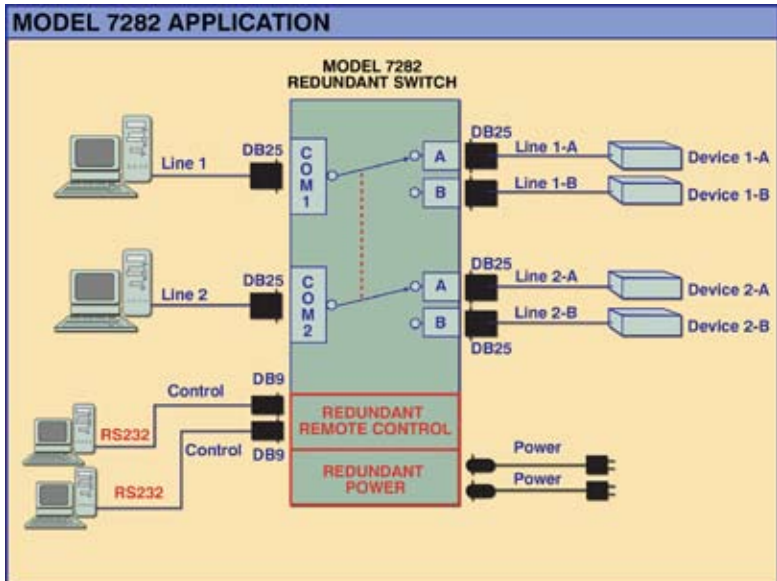 MODEL 7282 APPLICATION
MODEL 7282
REDUNDANT SWITCH
DB25
Line 1
COM1
A
B
DB25
Line 1-A
Device 1-A
Line 1-B
Device 1-B
DB25
Line 2
COM2
A
B
DB25
Line 2-A
Device 2-A
Line 2-B
Device 2-B
DB25
Control
DB9
RS232
Control
DB9
RS232
REDUNDANT
REMOTE CONTROL
REDUNDANT
POWER
Power
Power